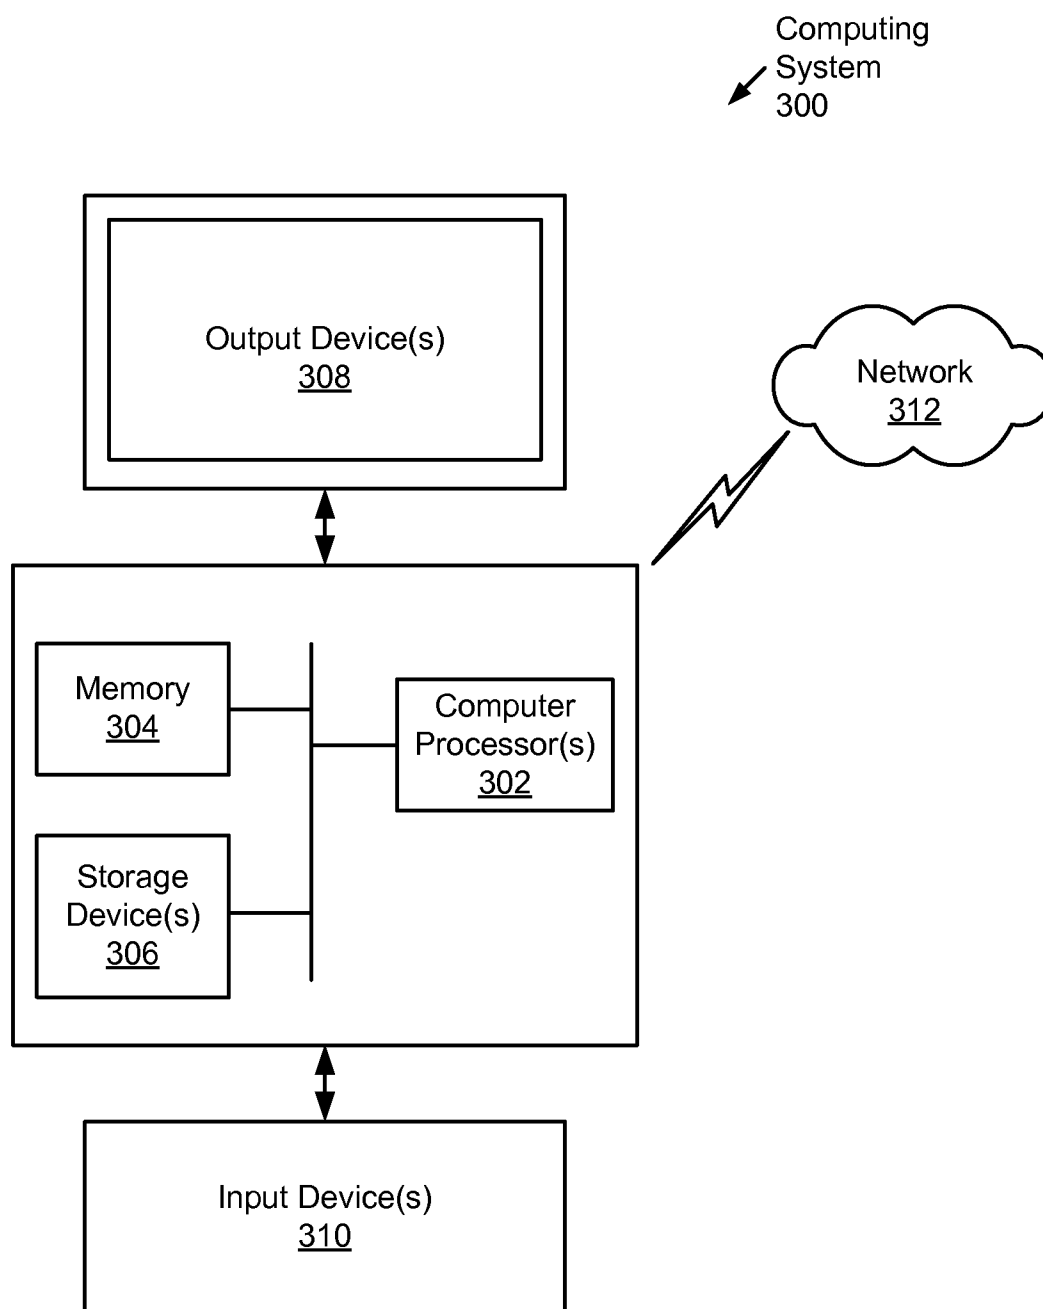 Computing
System
300
Output Device(s)
308
Network
312
Memory
304
Computer
Processor(s)
302
Storage
Device(s)
306
Input Device(s)
310